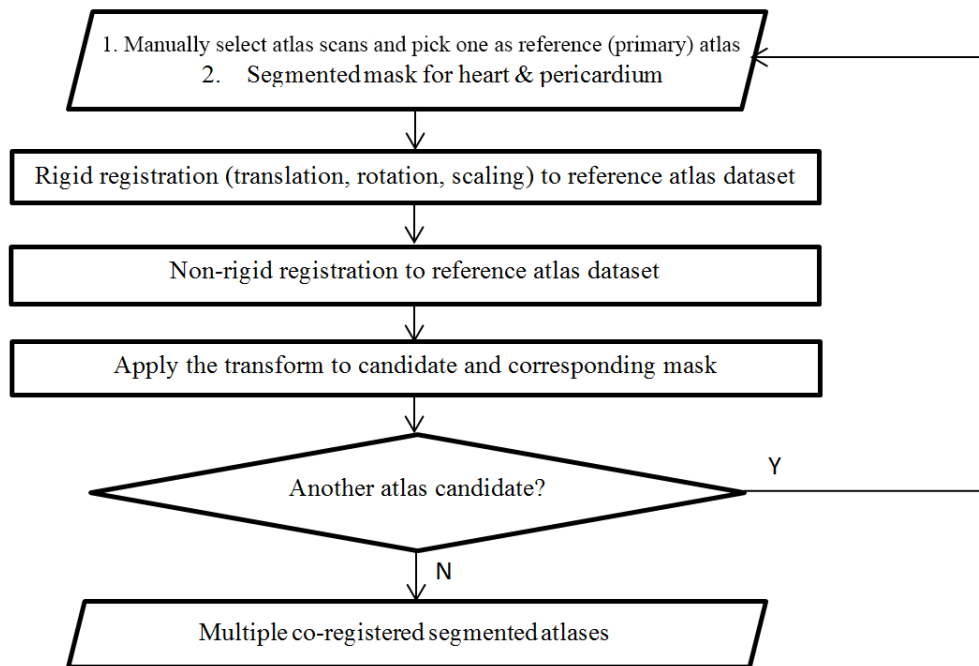 1. Manually select atlas scans and pick one as reference (primary) atlas
2. Segmented mask for heart & pericardium
Rigid registration (translation, rotation, scaling) to reference atlas dataset
Non-rigid registration to reference atlas dataset
Apply the transform to candidate and corresponding mask
Another atlas candidate?
Y
N
Multiple co-registered segmented atlases